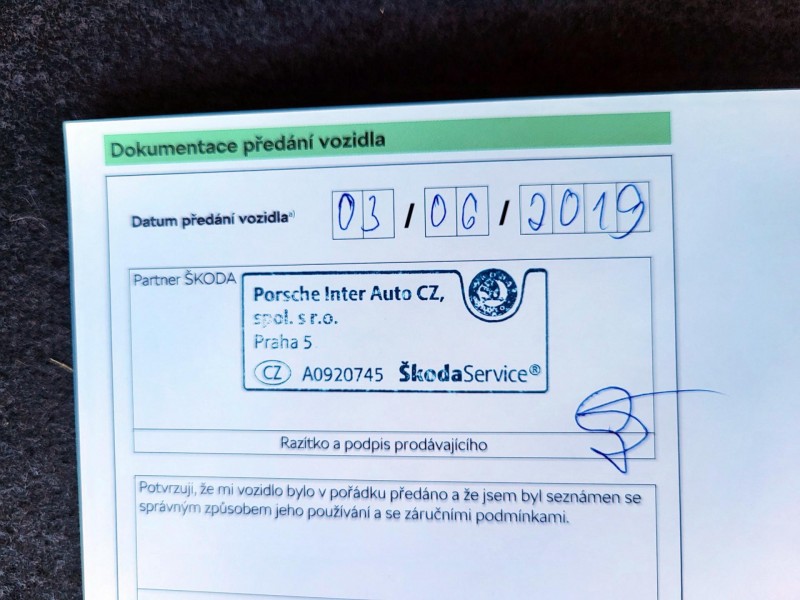 Dokumentace předání vozidla
Datum předání vozidla a) 03 / 06 / 2019
Partner ŠKODA
Porsche Inter Auto CZ,
spol. s r.o.
Praha 5
CZ A0920745 ŠkodaService®
Razítko a podpis prodávajícího
Potvrzuji, že mi vozidlo bylo v pořádku předáno a že jsem byl seznámen se
správným způsobem jeho používání a se záručními podmínkami.